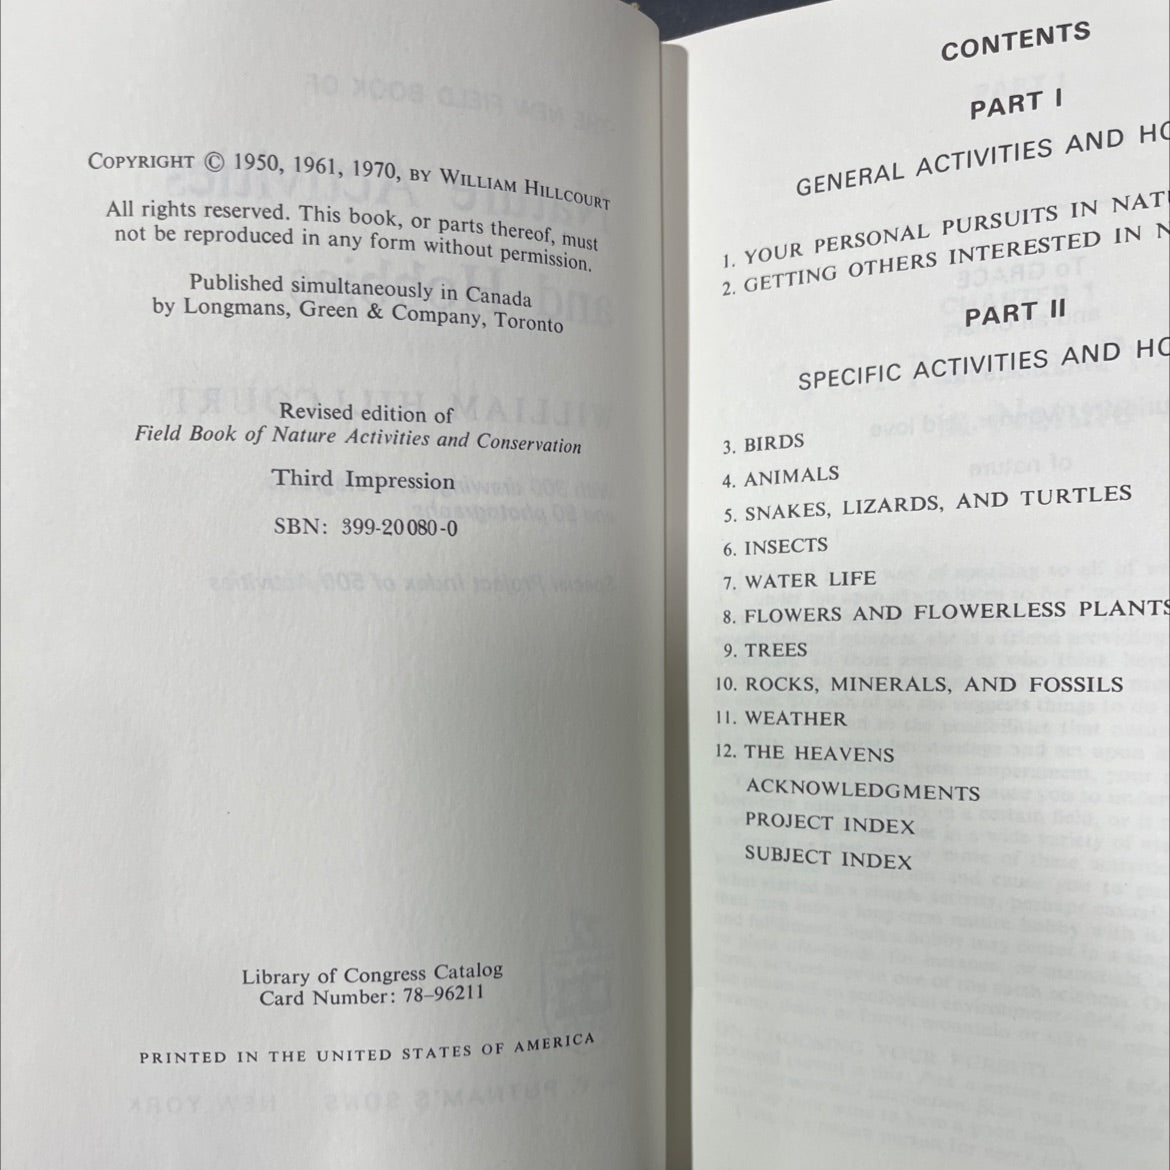 COPYRIGHT © 1950, 1961, 1970, BY WILLIAM HILLCOURT
All rights reserved. This book, or parts thereof, must
not be reproduced in any form without permission.
Published simultaneously in Canada
by Longmans, Green & Company, Toronto
Revised edition of
Field Book of Nature Activities and Conservation
Third Impression
SBN: 399-20080-0
Library of Congress Catalog
Card Number: 78-96211
PRINTED IN THE UNITED STATES OF AMERICA
CONTENTS
PART I
GENERAL ACTIVITIES AND
1. YOUR PERSONAL PURSUITS IN
2. GETTING OTHERS INTERESTED IN
PART II
SPECIFIC ACTIVITIES AND
3. BIRDS
4. ANIMALS
5. SNAKES, LIZARDS, AND TURTLES
6. INSECTS
7. WATER LIFE
8. FLOWERS AND FLOWERLESS PLANTS
9. TREES
10. ROCKS, MINERALS, AND FOSSILS
11. WEATHER
12. THE HEAVENS
ACKNOWLEDGMENTS
PROJECT INDEX
SUBJECT INDEX